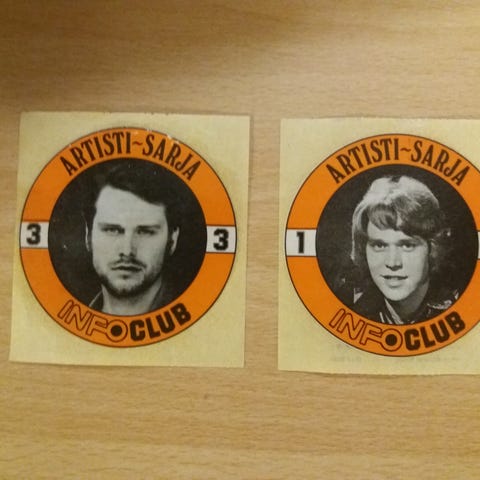 ARTISTI~SARJA
3 3
INFOCLUB
ARTISTI~SARJA
1
INFOCLUB